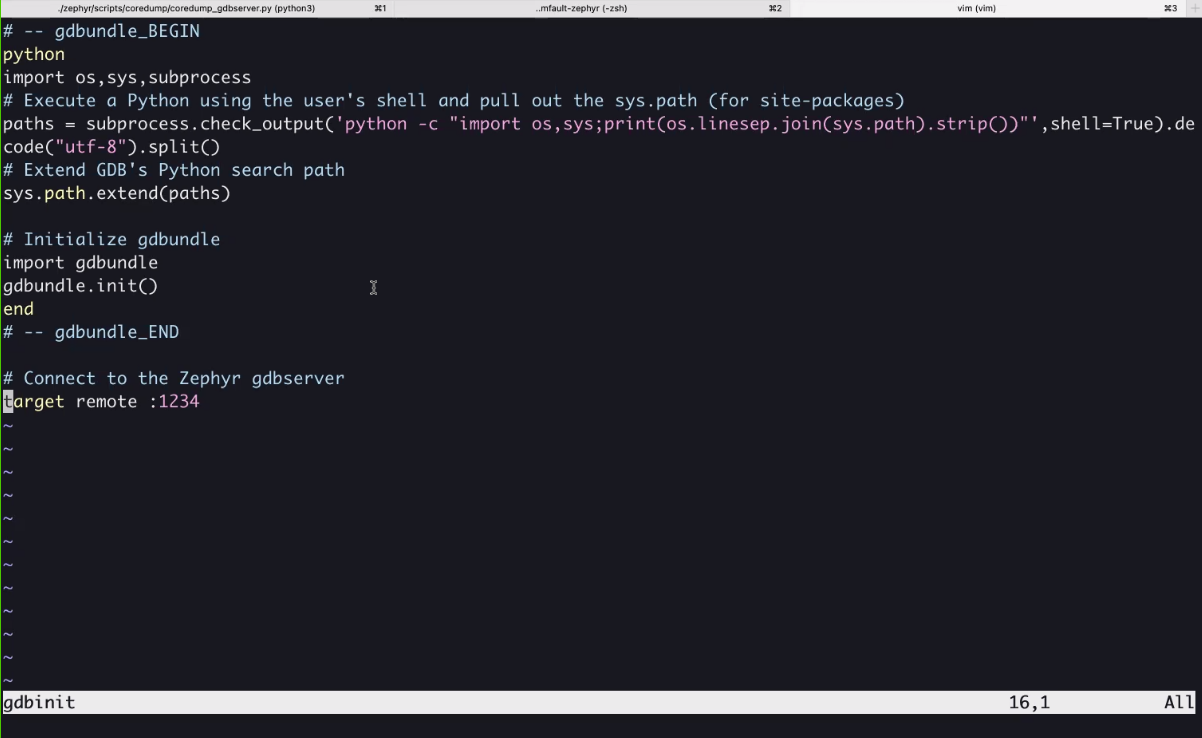 ./zephyr/scripts/coredump/coredump_gdbserver.py (python3) ⌘1 ..mfault-zephyr (-zsh) ⌘2 vim (vim) ⌘3 +
# -- gdbundle_BEGIN
python
import os,sys,subprocess
# Execute a Python using the user's shell and pull out the sys.path (for site-packages)
paths = subprocess.check_output('python -c "import os,sys;print(os.linesep.join(sys.path).strip())"',shell=True).de
code("utf-8").split()
# Extend GDB's Python search path
sys.path.extend(paths)
# Initialize gdbundle
import gdbundle
gdbundle.init()
end
# -- gdbundle_END
# Connect to the Zephyr gdbserver
target remote :1234
~
~
~
~
~
~
~
~
~
~
~
~
gdbinit 16,1 All